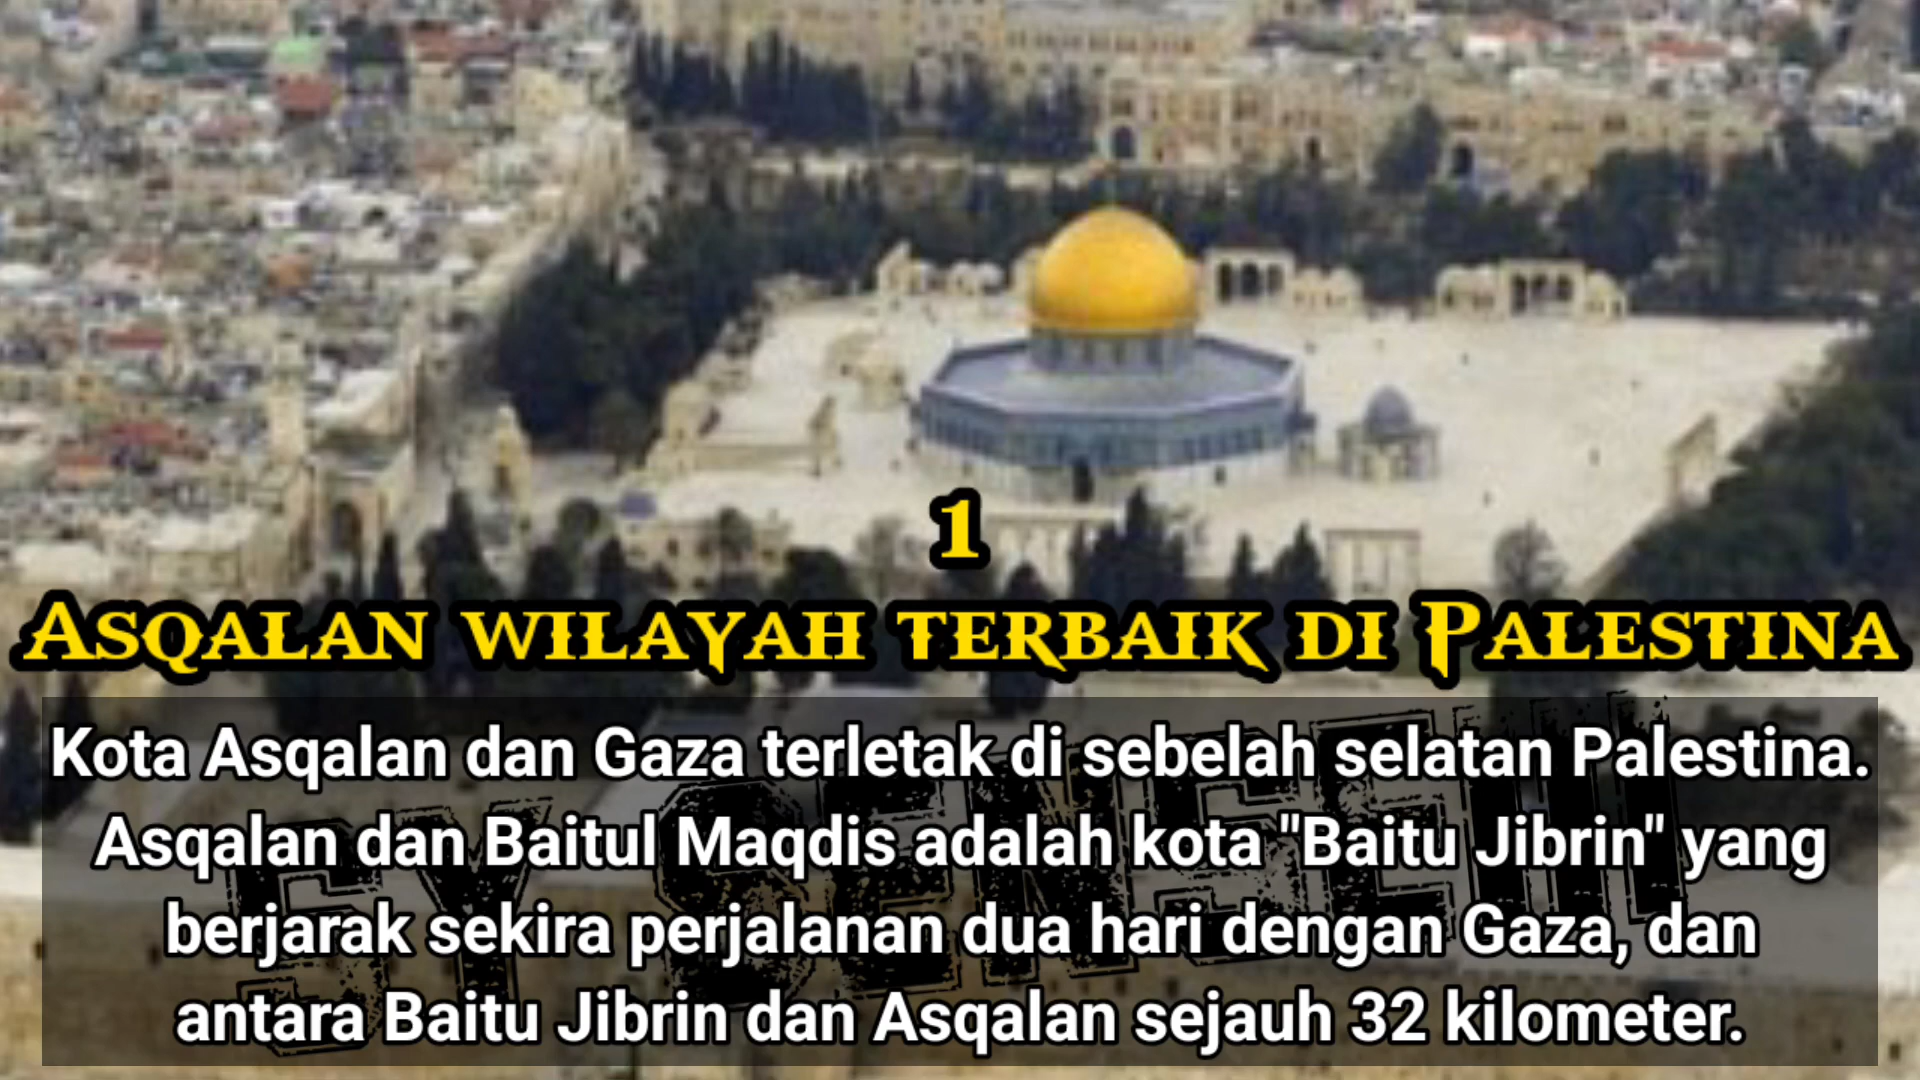 1
Asqalan wilayah terbaik di Palestina
Kota Asqalan dan Gaza terletak di sebelah selatan Palestina.
Asqalan dan Baitul Maqdis adalah kota "Baitu Jibrin" yang
berjarak sekira perjalanan dua hari dengan Gaza, dan
antara Baitu Jibrin dan Asqalan sejauh 32 kilometer.